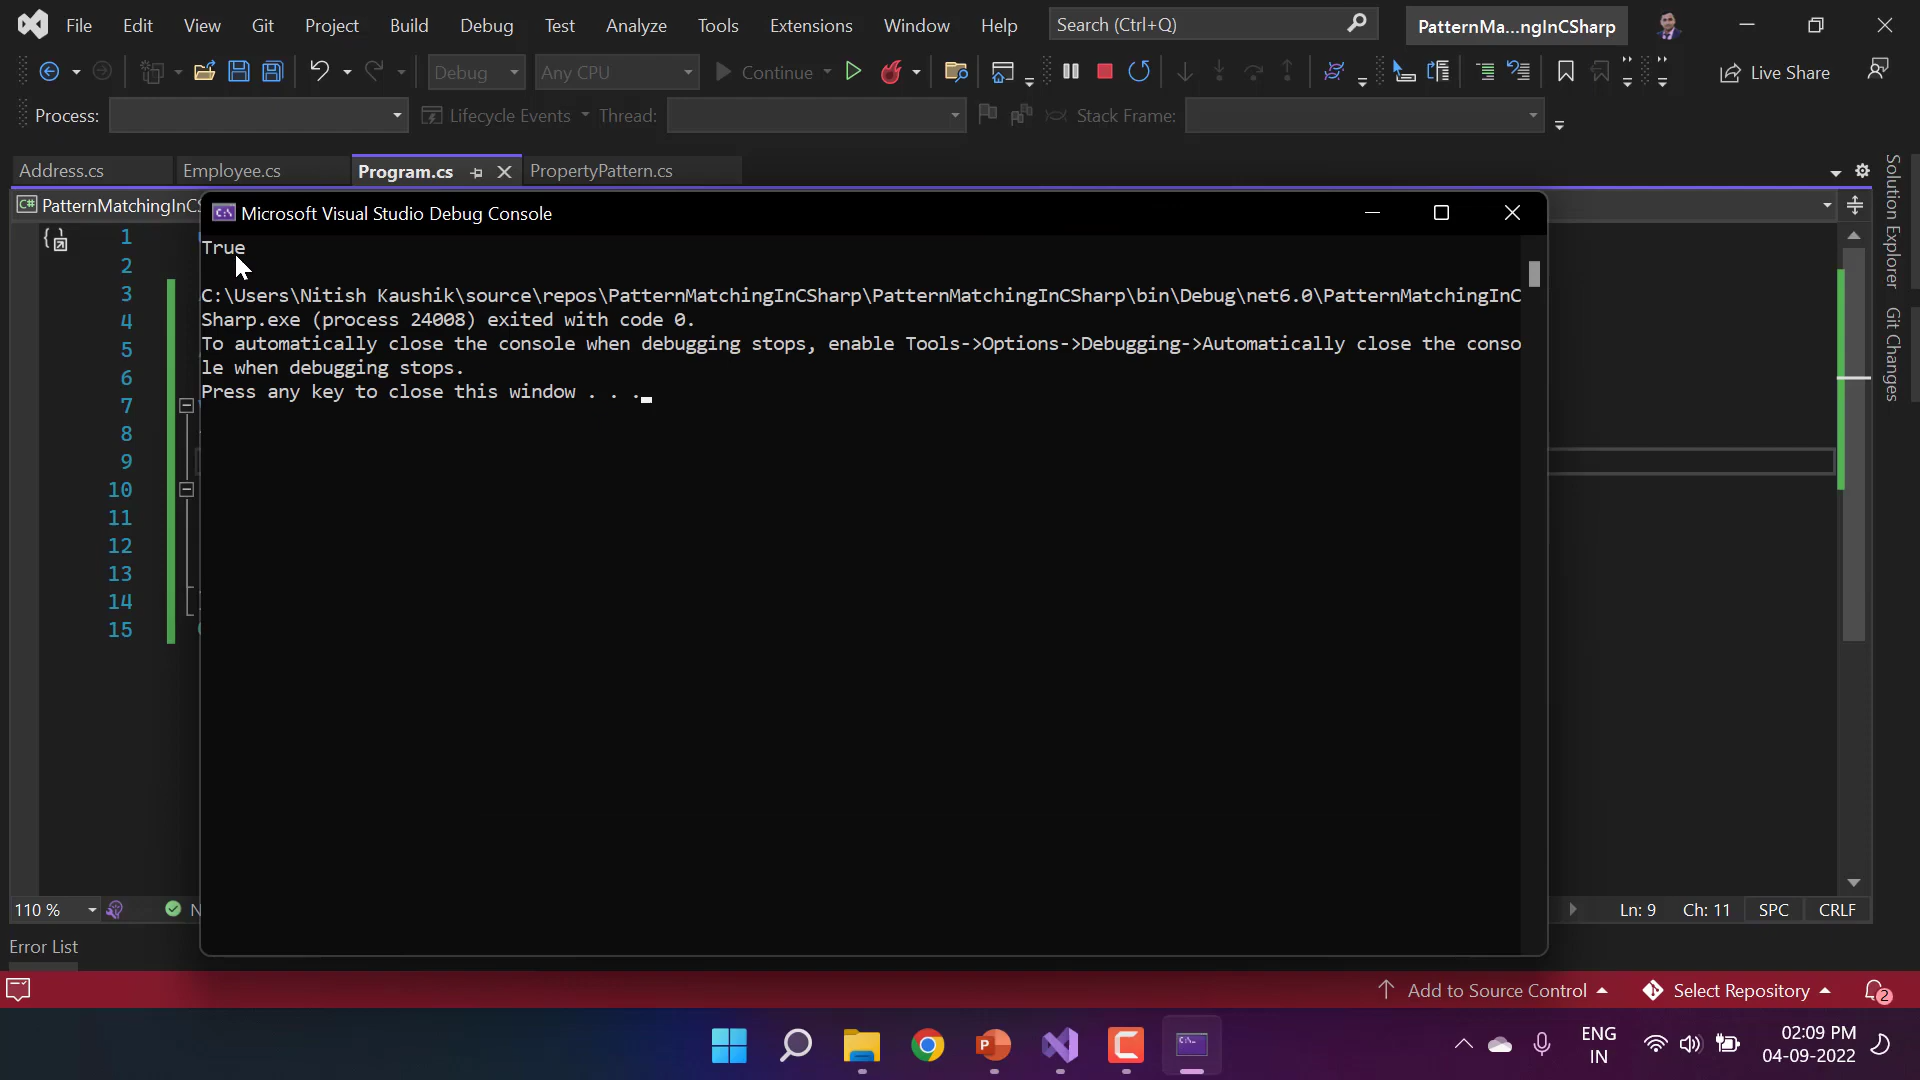 File Edit View Git Project Build Debug Test Analyze Tools Extensions Window Help Search (Ctrl+Q) PatternMa...ngInCSharp
Debug Any CPU Continue Live Share
Process: Lifecycle Events Thread: Stack Frame:
Address.cs Employee.cs Program.cs PropertyPattern.cs
C# PatternMatchingInCS
Microsoft Visual Studio Debug Console
True
C:\Users\Nitish Kaushik\source\repos\PatternMatchingInCSharp\PatternMatchingInCSharp\bin\Debug\net6.0\PatternMatchingInC
Sharp.exe (process 24008) exited with code 0.
To automatically close the console when debugging stops, enable Tools->Options->Debugging->Automatically close the conso
le when debugging stops.
Press any key to close this window . . .
1
2
3
4
5
6
7
8
9
10
11
12
13
14
15
Solution Explorer
Git Changes
110 % N Ln: 9 Ch: 11 SPC CRLF
Error List
Add to Source Control Select Repository 2
ENG
IN
02:09 PM
04-09-2022